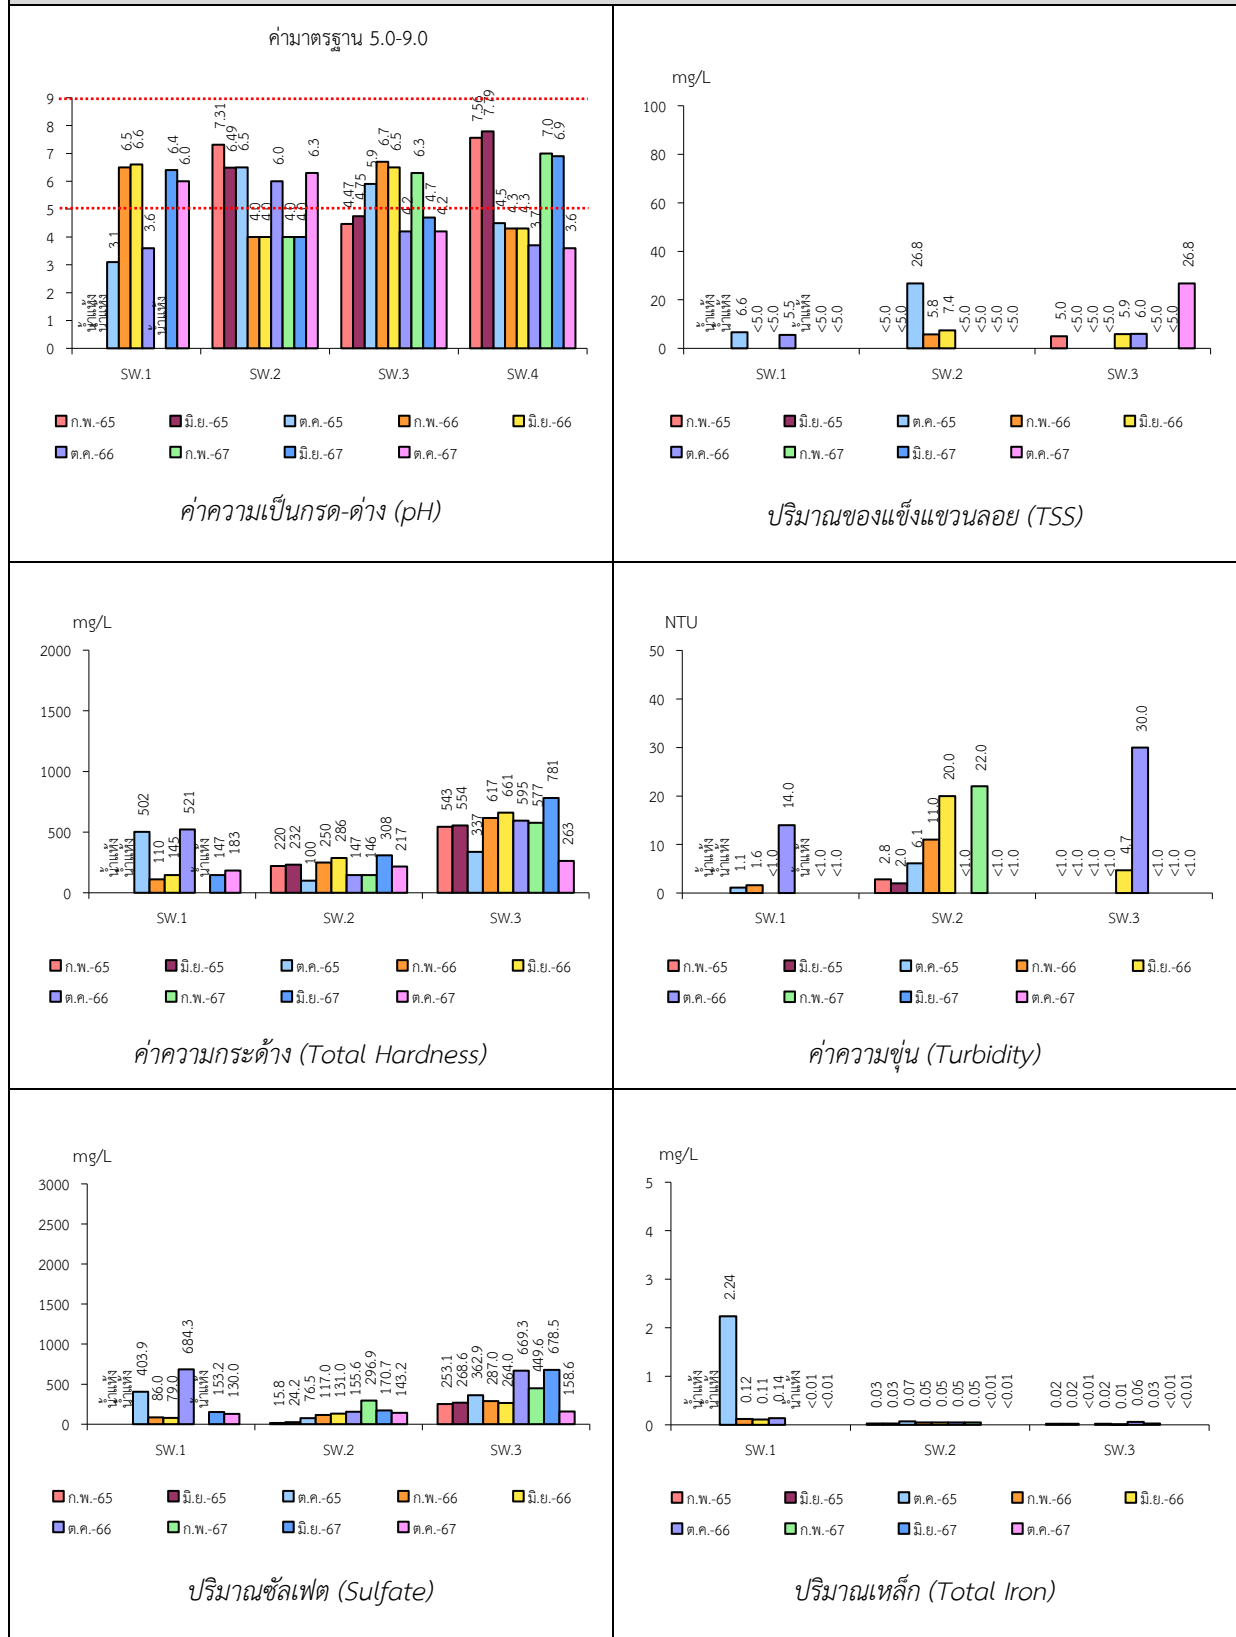 ค่ามาตรฐาน 5.0-9.0
9
8
7
6
5
4
3
2
1
0
น้ำแห้ง น้ำแห้ง 3.1 6.5 6.6 3.6 น้ำแห้ง 6.4 6.0
7.31 6.49 6.5 4.0 4.0 6.0 4.0 4.0 6.3
4.47 4.75 5.9 6.7 6.5 4.2 6.3 4.7 4.2
7.56 7.79 4.5 4.3 4.3 3.7 7.0 6.9 3.6
SW.1 SW.2 SW.3 SW.4
ก.พ.-65 มิ.ย.-65 ต.ค.-65 ก.พ.-66 มิ.ย.-66
ต.ค.-66 ก.พ.-67 มิ.ย.-67 ต.ค.-67
ค่าความเป็นกรด-ด่าง (pH)
mg/L
100
80
60
40
20
0
น้ำแห้ง น้ำแห้ง 6.6 <5.0 <5.0 5.5 น้ำแห้ง <5.0 <5.0
<5.0 <5.0 26.8 5.8 7.4 <5.0 <5.0 <5.0 <5.0
5.0 <5.0 <5.0 <5.0 5.9 6.0 <5.0 <5.0 26.8
SW.1 SW.2 SW.3
ก.พ.-65 มิ.ย.-65 ต.ค.-65 ก.พ.-66 มิ.ย.-66
ต.ค.-66 ก.พ.-67 มิ.ย.-67 ต.ค.-67
ปริมาณของแข็งแขวนลอย (TSS)
mg/L
2000
1500
1000
500
0
น้ำแห้ง น้ำแห้ง 502 110 145 521 น้ำแห้ง 147 183
220 232 100 250 286 147 146 308 217
543 554 337 617 661 595 577 781 263
SW.1 SW.2 SW.3
ก.พ.-65 มิ.ย.-65 ต.ค.-65 ก.พ.-66 มิ.ย.-66
ต.ค.-66 ก.พ.-67 มิ.ย.-67 ต.ค.-67
ค่าความกระด้าง (Total Hardness)
NTU
50
40
30
20
10
0
น้ำแห้ง น้ำแห้ง 1.1 1.6 <1.0 14.0 น้ำแห้ง <1.0 <1.0
2.8 2.0 6.1 11.0 20.0 <1.0 22.0 <1.0 <1.0
<1.0 <1.0 <1.0 <1.0 4.7 30.0 <1.0 <1.0 <1.0
SW.1 SW.2 SW.3
ก.พ.-65 มิ.ย.-65 ต.ค.-65 ก.พ.-66 มิ.ย.-66
ต.ค.-66 ก.พ.-67 มิ.ย.-67 ต.ค.-67
ค่าความขุ่น (Turbidity)
mg/L
3000
2500
2000
1500
1000
500
0
น้ำแห้ง น้ำแห้ง 403.9 86.0 79.0 684.3 น้ำแห้ง 153.2 130.0
15.8 24.2 76.5 117.0 131.0 155.6 296.9 170.7 143.2
253.1 268.6 362.9 287.0 264.0 669.3 449.6 678.5 158.6
SW.1 SW.2 SW.3
ก.พ.-65 มิ.ย.-65 ต.ค.-65 ก.พ.-66 มิ.ย.-66
ต.ค.-66 ก.พ.-67 มิ.ย.-67 ต.ค.-67
ปริมาณซัลเฟต (Sulfate)
mg/L
5
4
3
2
1
0
น้ำแห้ง น้ำแห้ง 2.24 0.12 0.11 0.14 น้ำแห้ง <0.01 <0.01
0.03 0.03 0.07 0.05 0.05 0.05 0.05 <0.01 <0.01
0.02 0.02 <0.01 0.02 0.01 0.06 0.03 <0.01 <0.01
SW.1 SW.2 SW.3
ก.พ.-65 มิ.ย.-65 ต.ค.-65 ก.พ.-66 มิ.ย.-66
ต.ค.-66 ก.พ.-67 มิ.ย.-67 ต.ค.-67
ปริมาณเหล็ก (Total Iron)